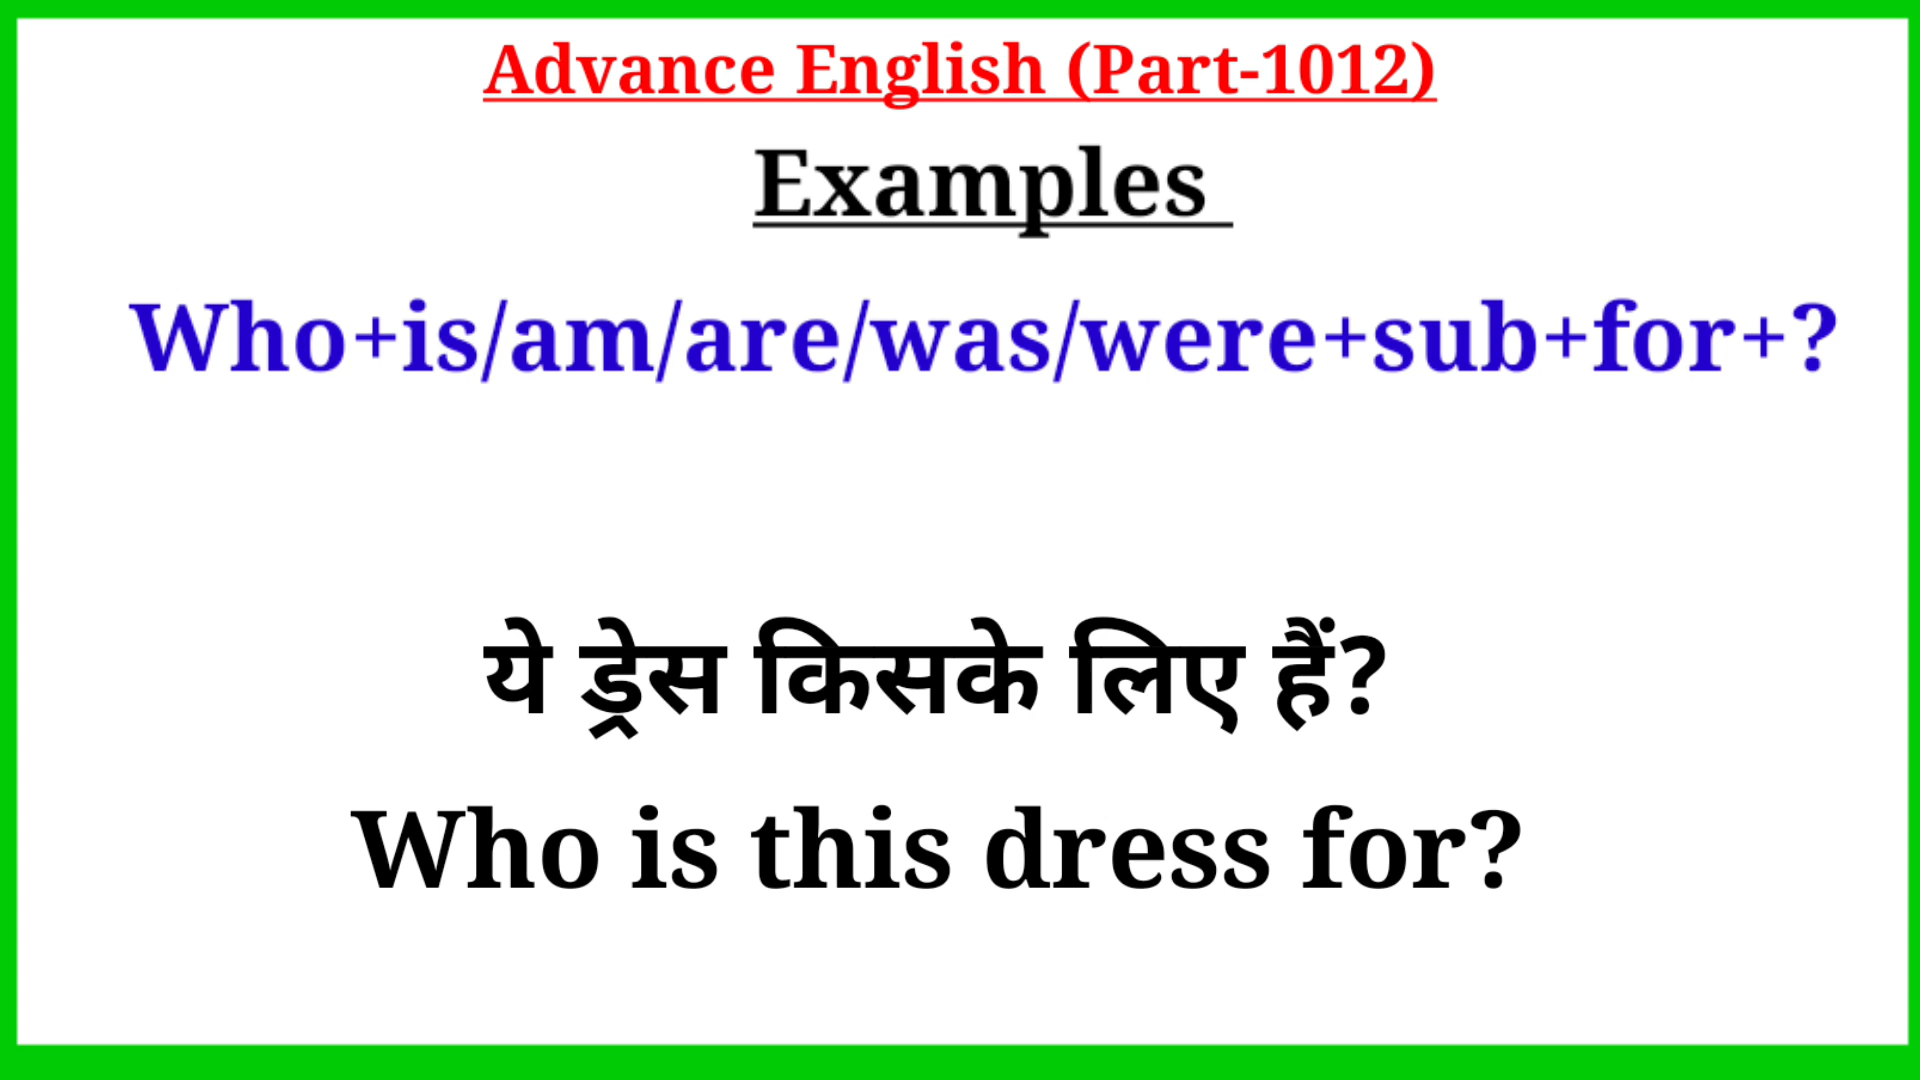 Advance English (Part-1012)
Examples
Who+is/am/are/was/were+sub+for+?
ये ड्रेस किसके लिए हैं?
Who is this dress for?